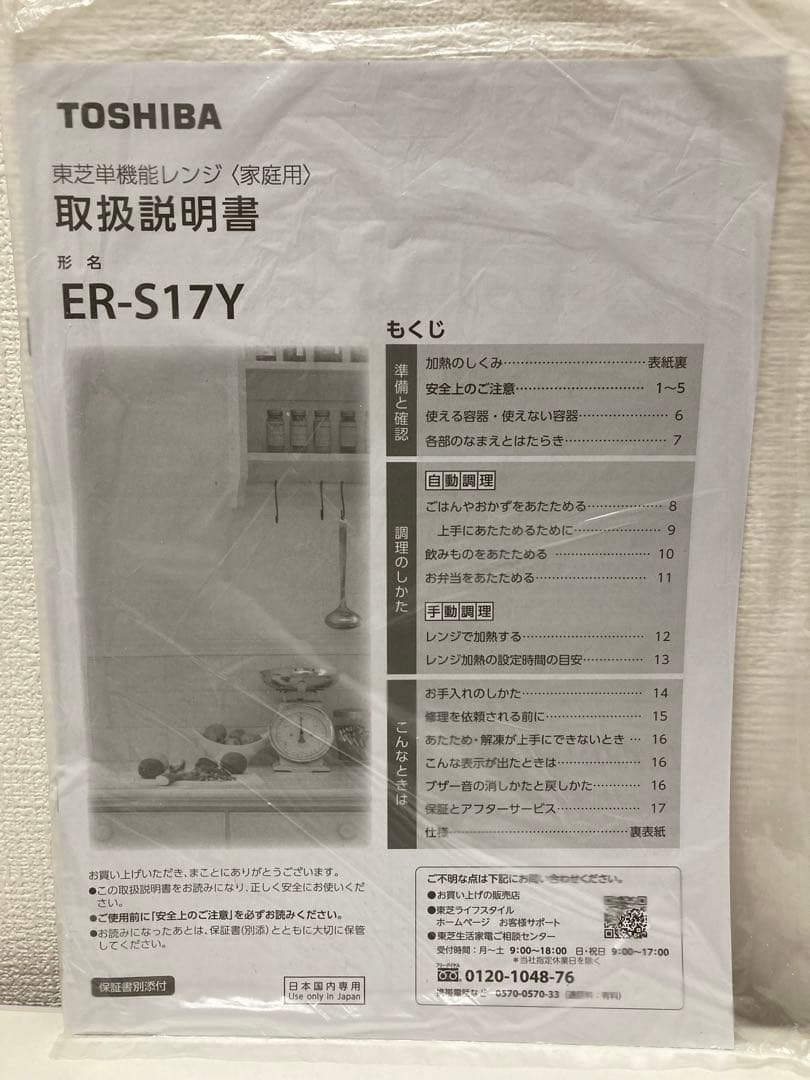 TOSHIBA
東芝単機能レンジ〈家庭用〉
取扱説明書
形名
ER-S17Y
もくじ
準備と確認
加熱のしくみ……表紙裏
安全上のご注意……1〜5
使える容器・使えない容器……6
各部のなまえとはたらき……7
調理のしかた
自動調理
ごはんやおかずをあたためる……8
上手にあたためるために……9
飲みものをあたためる……10
お弁当をあたためる……11
手動調理
レンジで加熱する……12
レンジ加熱の設定時間の目安……13
こんなときは
お手入れのしかた……14
修理を依頼される前に……15
あたため・解凍が上手にできないとき…16
こんな表示が出たときは……16
ブザー音の消しかたと戻しかた……16
保証とアフターサービス……17
仕様……裏表紙
お買い上げいただき、まことにありがとうございます。
●この取扱説明書をお読みになり、正しく安全にお使いくだ
さい。
●ご使用前に「安全上のご注意」を必ずお読みください。
●お読みになったあとは、保証書(別添)とともに大切に保管
してください。
保証書別添付
日本国内専用
Use only in Japan
ご不明な点は下記にお問い合わせください。
●お買い上げの販売店
●東芝ライフスタイル
ホームページ お客様サポート
●東芝生活家電ご相談センター
受付時間：月〜土 9:00〜18:00 日・祝日 9:00〜17:00
＊当社指定休業日を除く
フリーダイヤル
0120-1048-76
携帯電話など 0570-0570-33 (通話料：有料)